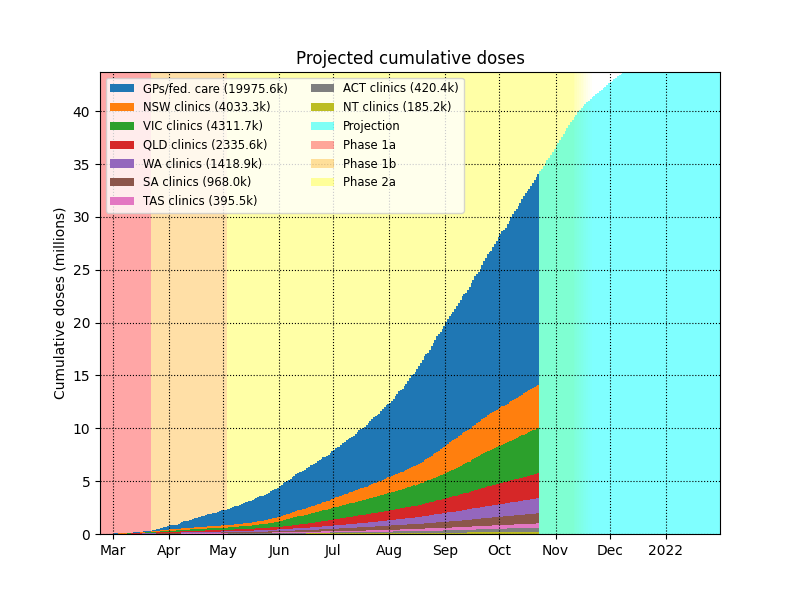 Projected cumulative doses
GPs/fed. care (19975.6k)
NSW clinics (4033.3k)
VIC clinics (4311.7k)
QLD clinics (2335.6k)
WA clinics (1418.9k)
SA clinics (968.0k)
TAS clinics (395.5k)
ACT clinics (420.4k)
NT clinics (185.2k)
Projection
Phase 1a
Phase 1b
Phase 2a
Cumulative doses (millions)
40
35
30
25
20
15
10
5
0
Mar Apr May Jun Jul Aug Sep Oct Nov Dec 2022